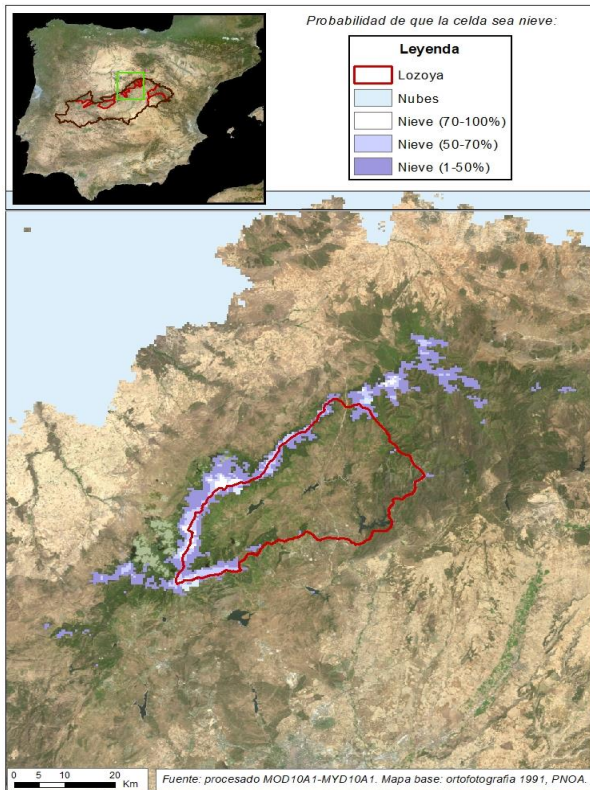 Probabilidad de que la celda sea nieve:
Leyenda
Lozoya
Nubes
Nieve (70-100%)
Nieve (50-70%)
Nieve (1-50%)
0 5 10 20
Km
Fuente: procesado MOD10A1-MYD10A1. Mapa base: ortofotografia 1991, PNOA.